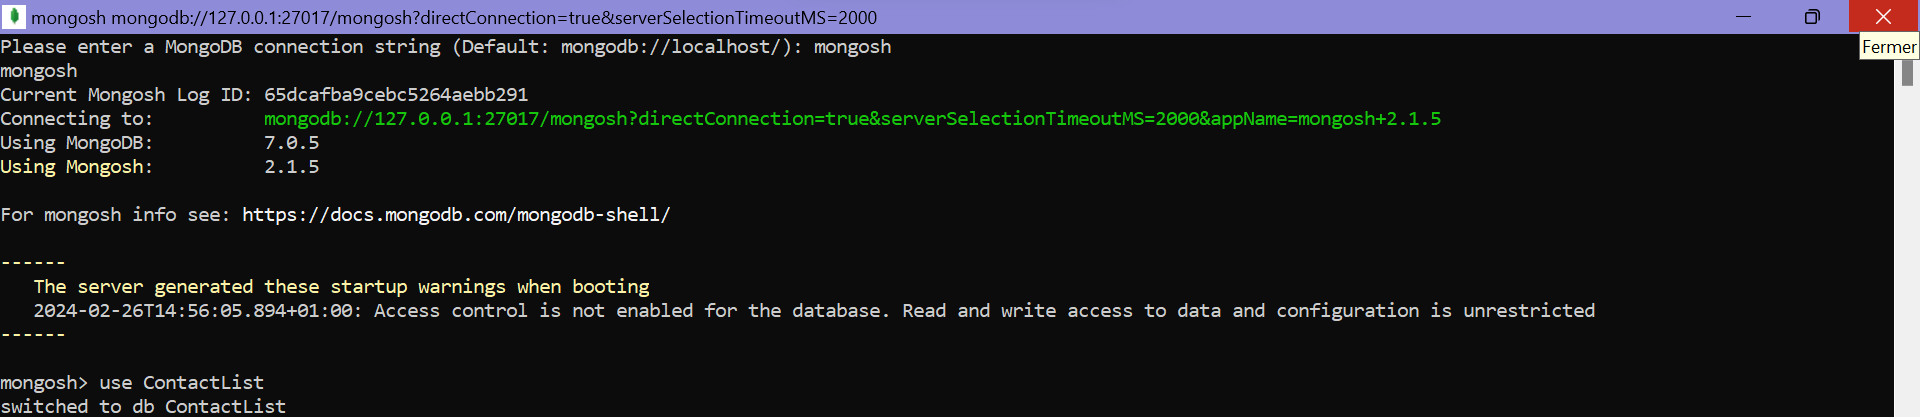 mongosh mongodb://127.0.0.1:27017/mongosh?directConnection=true&serverSelectionTimeoutMS=2000
Please enter a MongoDB connection string (Default: mongodb://localhost/): mongosh
Fermer
mongosh
Current Mongosh Log ID: 65dcafba9cebc5264aebb291
Connecting to: mongodb://127.0.0.1:27017/mongosh?directConnection=true&serverSelectionTimeoutMS=2000&appName=mongosh+2.1.5
Using MongoDB: 7.0.5
Using Mongosh: 2.1.5
For mongosh info see: https://docs.mongodb.com/mongodb-shell/
------
The server generated these startup warnings when booting
2024-02-26T14:56:05.894+01:00: Access control is not enabled for the database. Read and write access to data and configuration is unrestricted
------
mongosh> use ContactList
switched to db ContactList